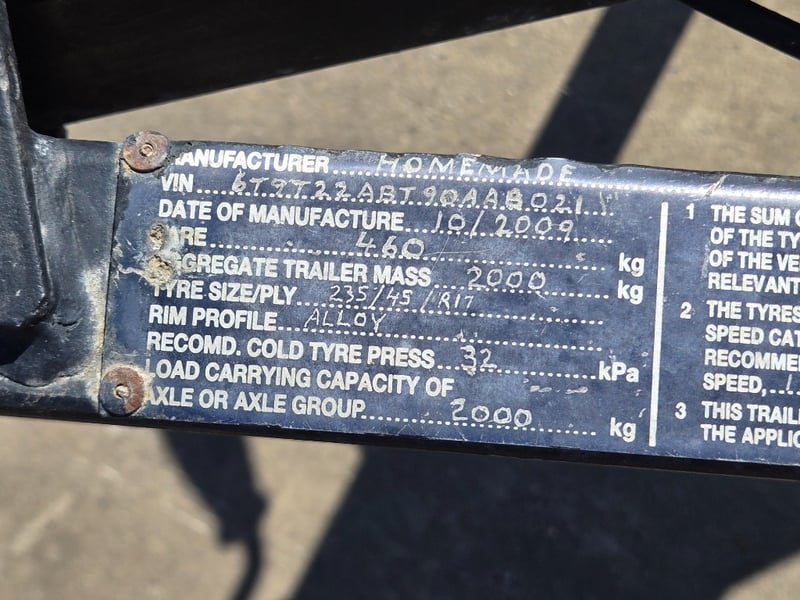 MANUFACTURER HOMEMADE
VIN 6T9T22ABT90AAB021
DATE OF MANUFACTURE 10/2009
TARE 460 kg
AGGREGATE TRAILER MASS 2000 kg
TYRE SIZE/PLY 235/45/R17
RIM PROFILE ALLOY
RECOMD. COLD TYRE PRESS 32 kPa
LOAD CARRYING CAPACITY OF
AXLE OR AXLE GROUP 2000 kg
1 THE SUM
OF THE TY
OF THE VE
RELEVANT
2 THE TYRES
SPEED CAT
RECOMME
SPEED,
3 THIS TRAIL
THE APPLIC